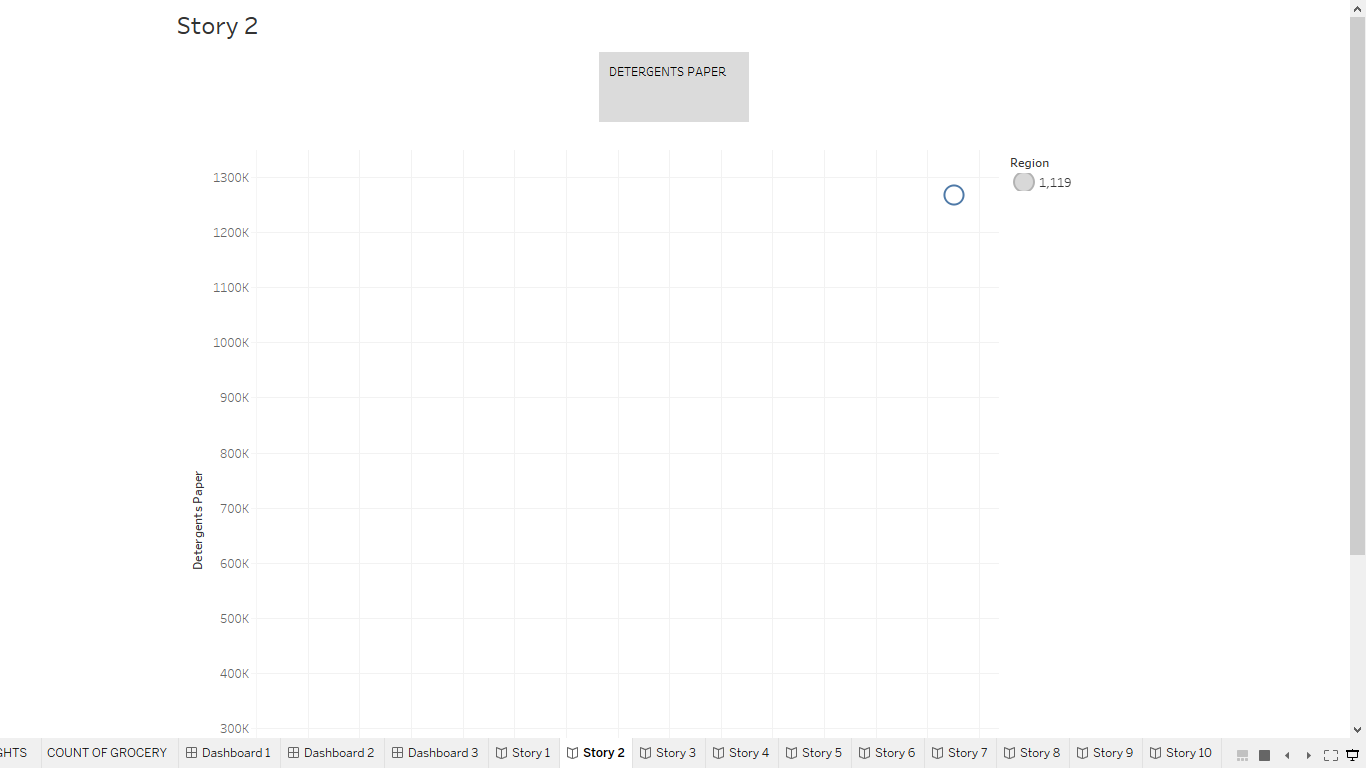 Story 2
DETERGENTS PAPER
Region
1,119
1300K
1200K
1100K
1000K
900K
800K
700K
600K
500K
400K
300K
Detergents Paper
GHTS
COUNT OF GROCERY
Dashboard 1
Dashboard 2
Dashboard 3
Story 1
Story 2
Story 3
Story 4
Story 5
Story 6
Story 7
Story 8
Story 9
Story 10